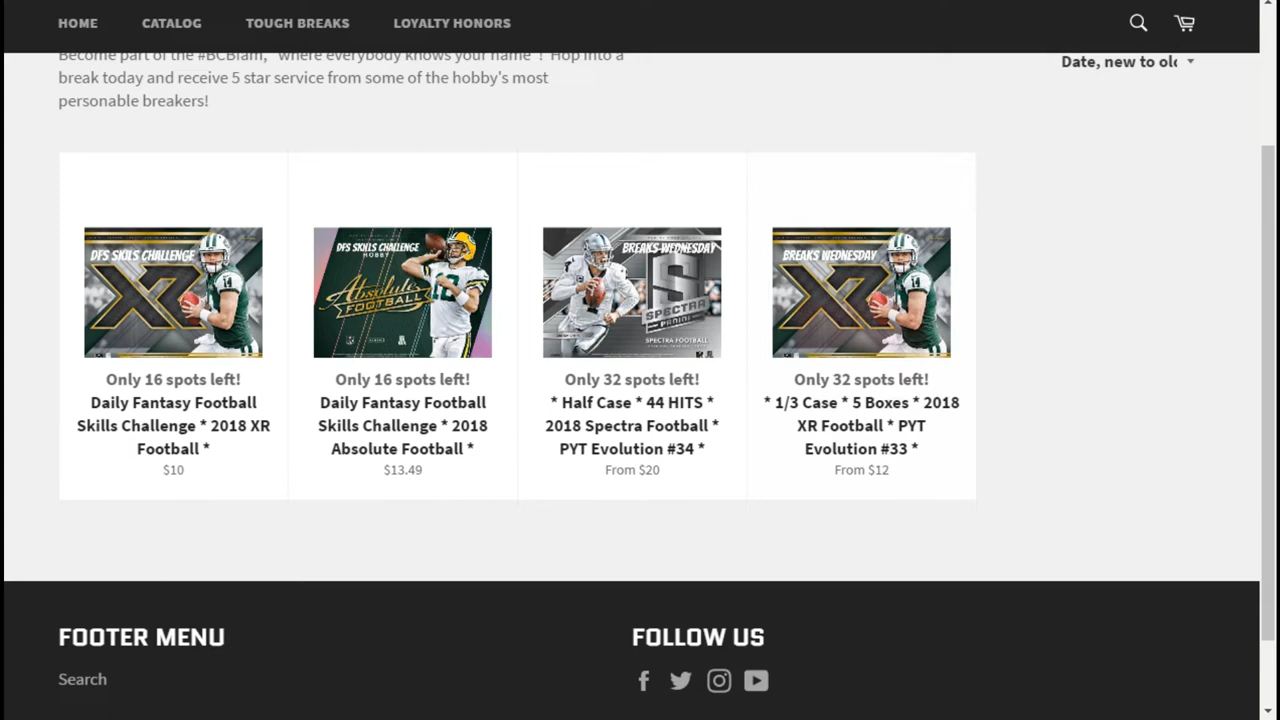 HOME CATALOG TOUGH BREAKS LOYALTY HONORS
Become part of the #BCBfam, "where everybody knows your name"! Hop into a
break today and receive 5 star service from some of the hobby's most
personable breakers!
Date, new to old
DFS SKILLS CHALLENGE
XR
Only 16 spots left!
Daily Fantasy Football
Skills Challenge * 2018 XR
Football *
$10
DFS SKILLS CHALLENGE
HOBBY
Absolute
FOOTBALL
Only 16 spots left!
Daily Fantasy Football
Skills Challenge * 2018
Absolute Football *
$13.49
BREAKS WEDNESDAY
S
SPECTRA
PANINI
SPECTRA FOOTBALL
Only 32 spots left!
* Half Case * 44 HITS *
2018 Spectra Football *
PYT Evolution #34 *
From $20
BREAKS WEDNESDAY
XR
Only 32 spots left!
* 1/3 Case * 5 Boxes * 2018
XR Football * PYT
Evolution #33 *
From $12
FOOTER MENU
Search
FOLLOW US